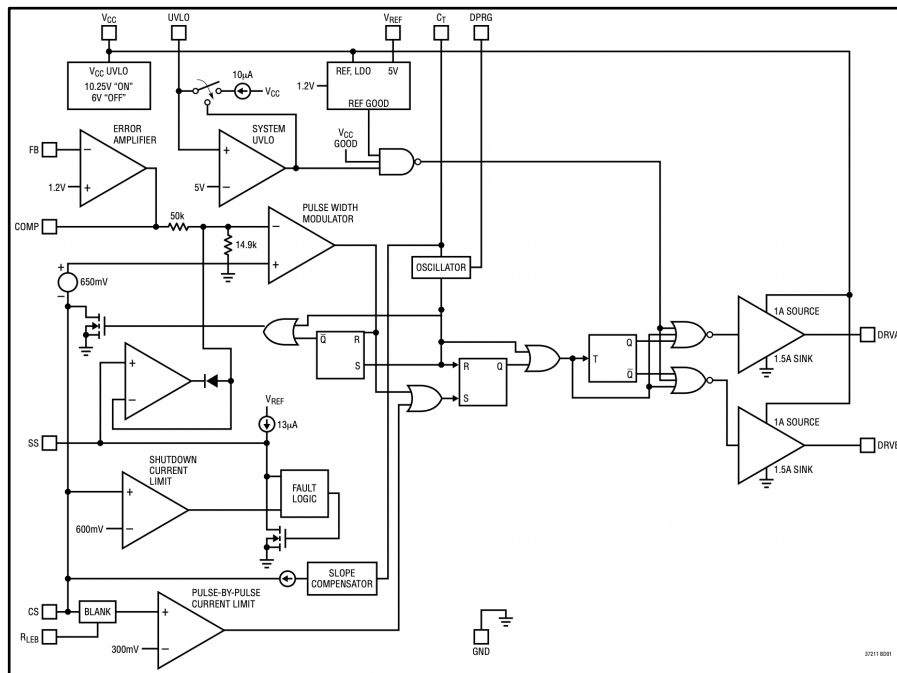 VCC
UVLO
VREF
CT
DPRG
VCC UVLO
10.25V “ON”
6V “OFF”
10µA
VCC
REF, LDO
5V
1.2V
REF GOOD
ERROR
AMPLIFIER
SYSTEM
UVLO
VCC
GOOD
FB
−
+
1.2V
+
−
5V
COMP
50k
14.9k
PULSE WIDTH
MODULATOR
−
+
OSCILLATOR
+
650mV
−
Q̅
R
S
R
Q
S
T
Q
Q̅
1A SOURCE
1.5A SINK
DRVA
1A SOURCE
1.5A SINK
DRVB
+
−
VREF
13µA
SS
SHUTDOWN
CURRENT
LIMIT
+
−
600mV
FAULT
LOGIC
SLOPE
COMPENSATOR
PULSE-BY-PULSE
CURRENT LIMIT
CS
BLANK
RLEB
+
−
300mV
GND
37211 BD01